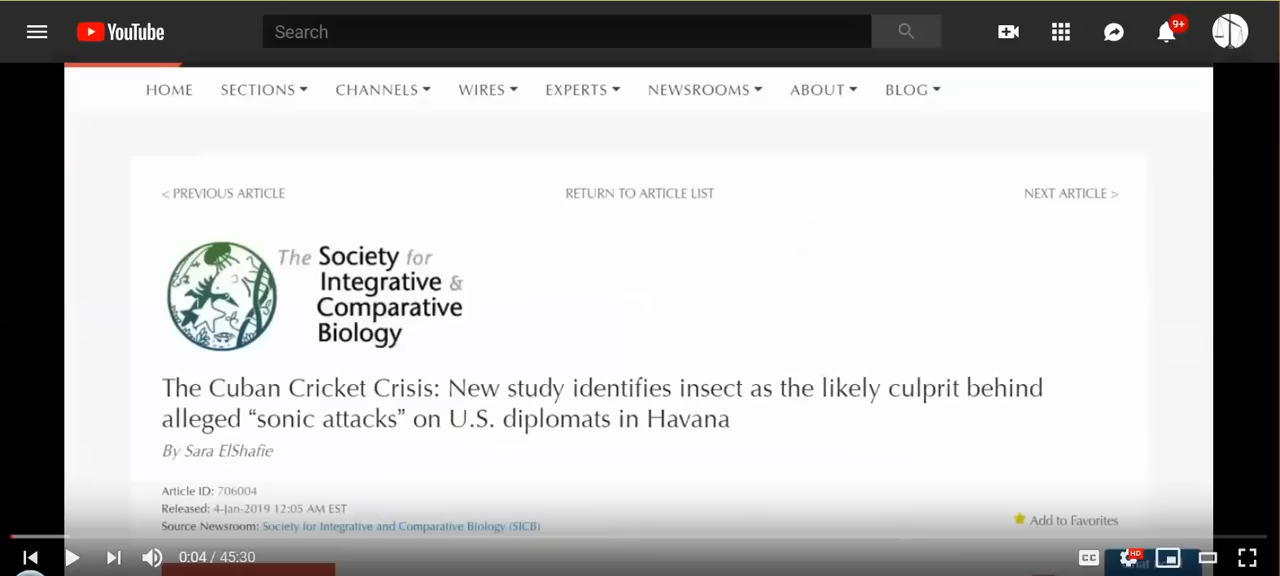 YouTube
Search
9+
HOME SECTIONS CHANNELS WIRES EXPERTS NEWSROOMS ABOUT BLOG
< PREVIOUS ARTICLE RETURN TO ARTICLE LIST NEXT ARTICLE >
The Society for
Integrative &
Comparative
Biology
The Cuban Cricket Crisis: New study identifies insect as the likely culprit behind
alleged “sonic attacks” on U.S. diplomats in Havana
By Sara ElShafie
Article ID: 706004
Released: 4-Jan-2019 12:05 AM EST
Source Newsroom: Society for Integrative and Comparative Biology (SICB)
Add to Favorites
0:04 / 45:30
CC
HD